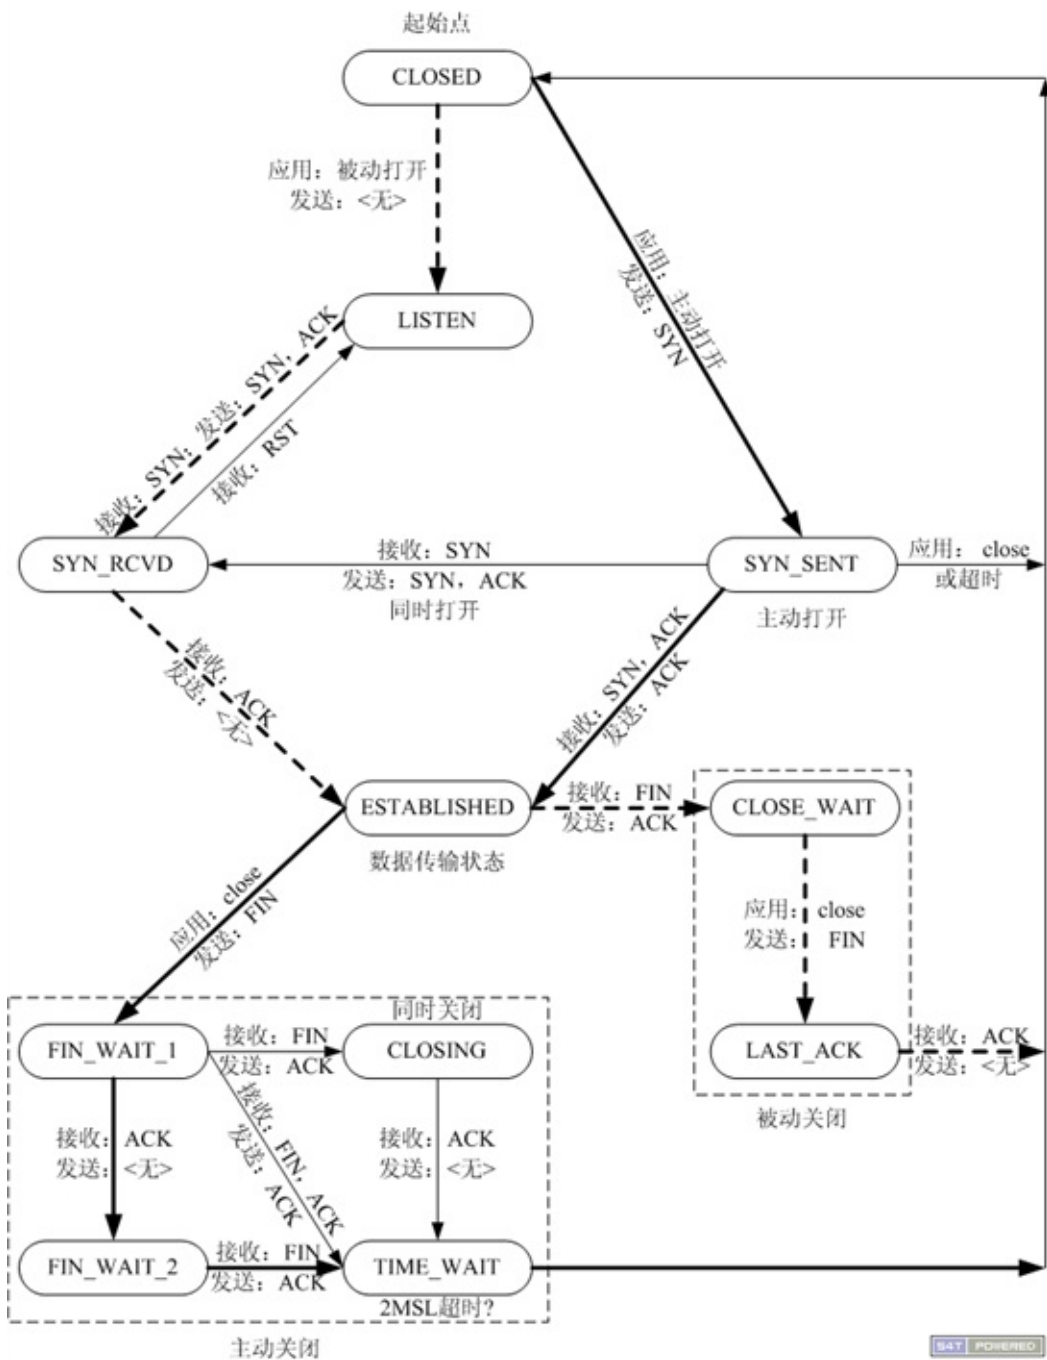 起始点
CLOSED
应用：被动打开
发送：<无>
应用：主动打开
发送：SYN
LISTEN
接收：SYN；发送：SYN，ACK
接收：RST
SYN_RCVD
接收：SYN
发送：SYN，ACK
同时打开
SYN_SENT
主动打开
应用： close
或超时
接收：ACK
发送：<无>
接收：SYN，ACK
发送：ACK
ESTABLISHED
数据传输状态
接收：FIN
发送：ACK
CLOSE_WAIT
应用： close
发送： FIN
LAST_ACK
接收：ACK
发送：<无>
被动关闭
应用：close
发送：FIN
同时关闭
FIN_WAIT_1
接收：FIN
发送：ACK
CLOSING
接收：ACK
发送：<无>
接收：FIN，ACK
发送：ACK
接收：ACK
发送：<无>
FIN_WAIT_2
接收：FIN
发送：ACK
TIME_WAIT
2MSL超时?
主动关闭
S4T POWERED